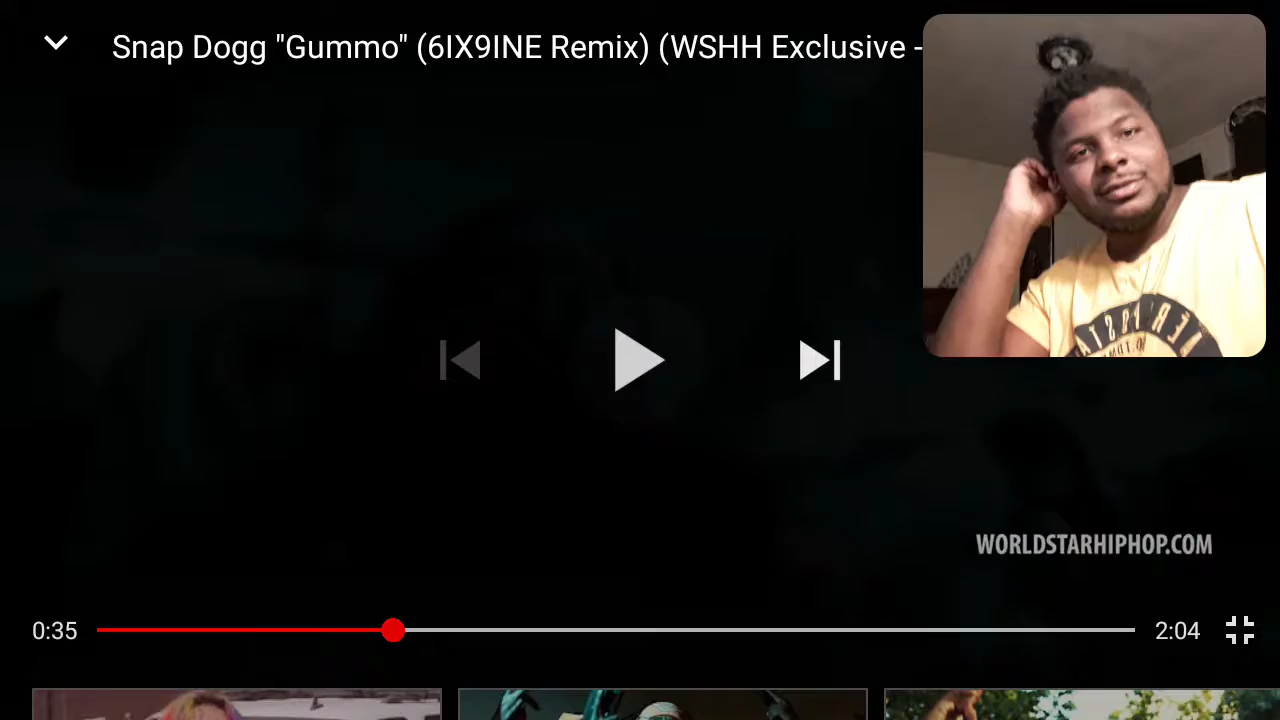 Snap Dogg "Gummo" (6IX9INE Remix) (WSHH Exclusive -
WORLDSTARHIPHOP.COM
0:35
2:04